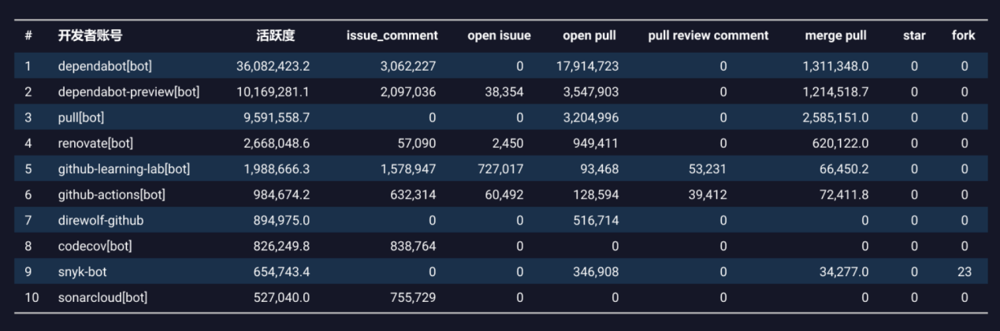 # 开发者账号 活跃度 issue_comment open isuue open pull pull review comment merge pull star fork
1 dependabot[bot] 36,082,423.2 3,062,227 0 17,914,723 0 1,311,348.0 0 0
2 dependabot-preview[bot] 10,169,281.1 2,097,036 38,354 3,547,903 0 1,214,518.7 0 0
3 pull[bot] 9,591,558.7 0 0 3,204,996 0 2,585,151.0 0 0
4 renovate[bot] 2,668,048.6 57,090 2,450 949,411 0 620,122.0 0 0
5 github-learning-lab[bot] 1,988,666.3 1,578,947 727,017 93,468 53,231 66,450.2 0 0
6 github-actions[bot] 984,674.2 632,314 60,492 128,594 39,412 72,411.8 0 0
7 direwolf-github 894,975.0 0 0 516,714 0 0 0 0
8 codecov[bot] 826,249.8 838,764 0 0 0 0 0 0
9 snyk-bot 654,743.4 0 0 346,908 0 34,277.0 0 23
10 sonarcloud[bot] 527,040.0 755,729 0 0 0 0 0 0